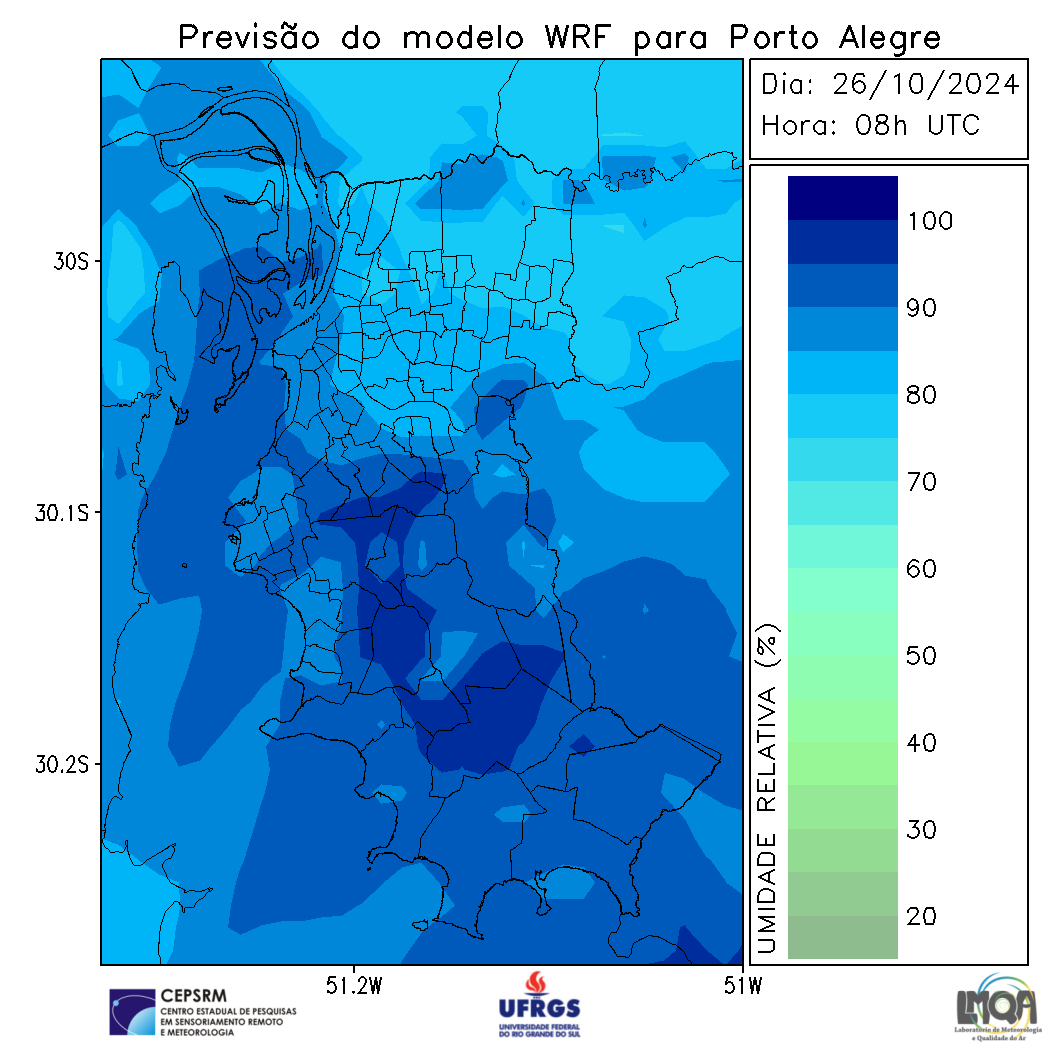 Previsão do modelo WRF para Porto Alegre
Dia: 26/10/2024
Hora: 08h UTC
30S
30.1S
30.2S
51.2W
51W
UMIDADE RELATIVA (%)
100
90
80
70
60
50
40
30
20
CEPSRM
CENTRO ESTADUAL DE PESQUISAS
EM SENSORIAMENTO REMOTO
E METEOROLOGIA
UFRGS
UNIVERSIDADE FEDERAL
DO RIO GRANDE DO SUL
LMQA
Laboratório de Meteorologia
e Qualidade do Ar